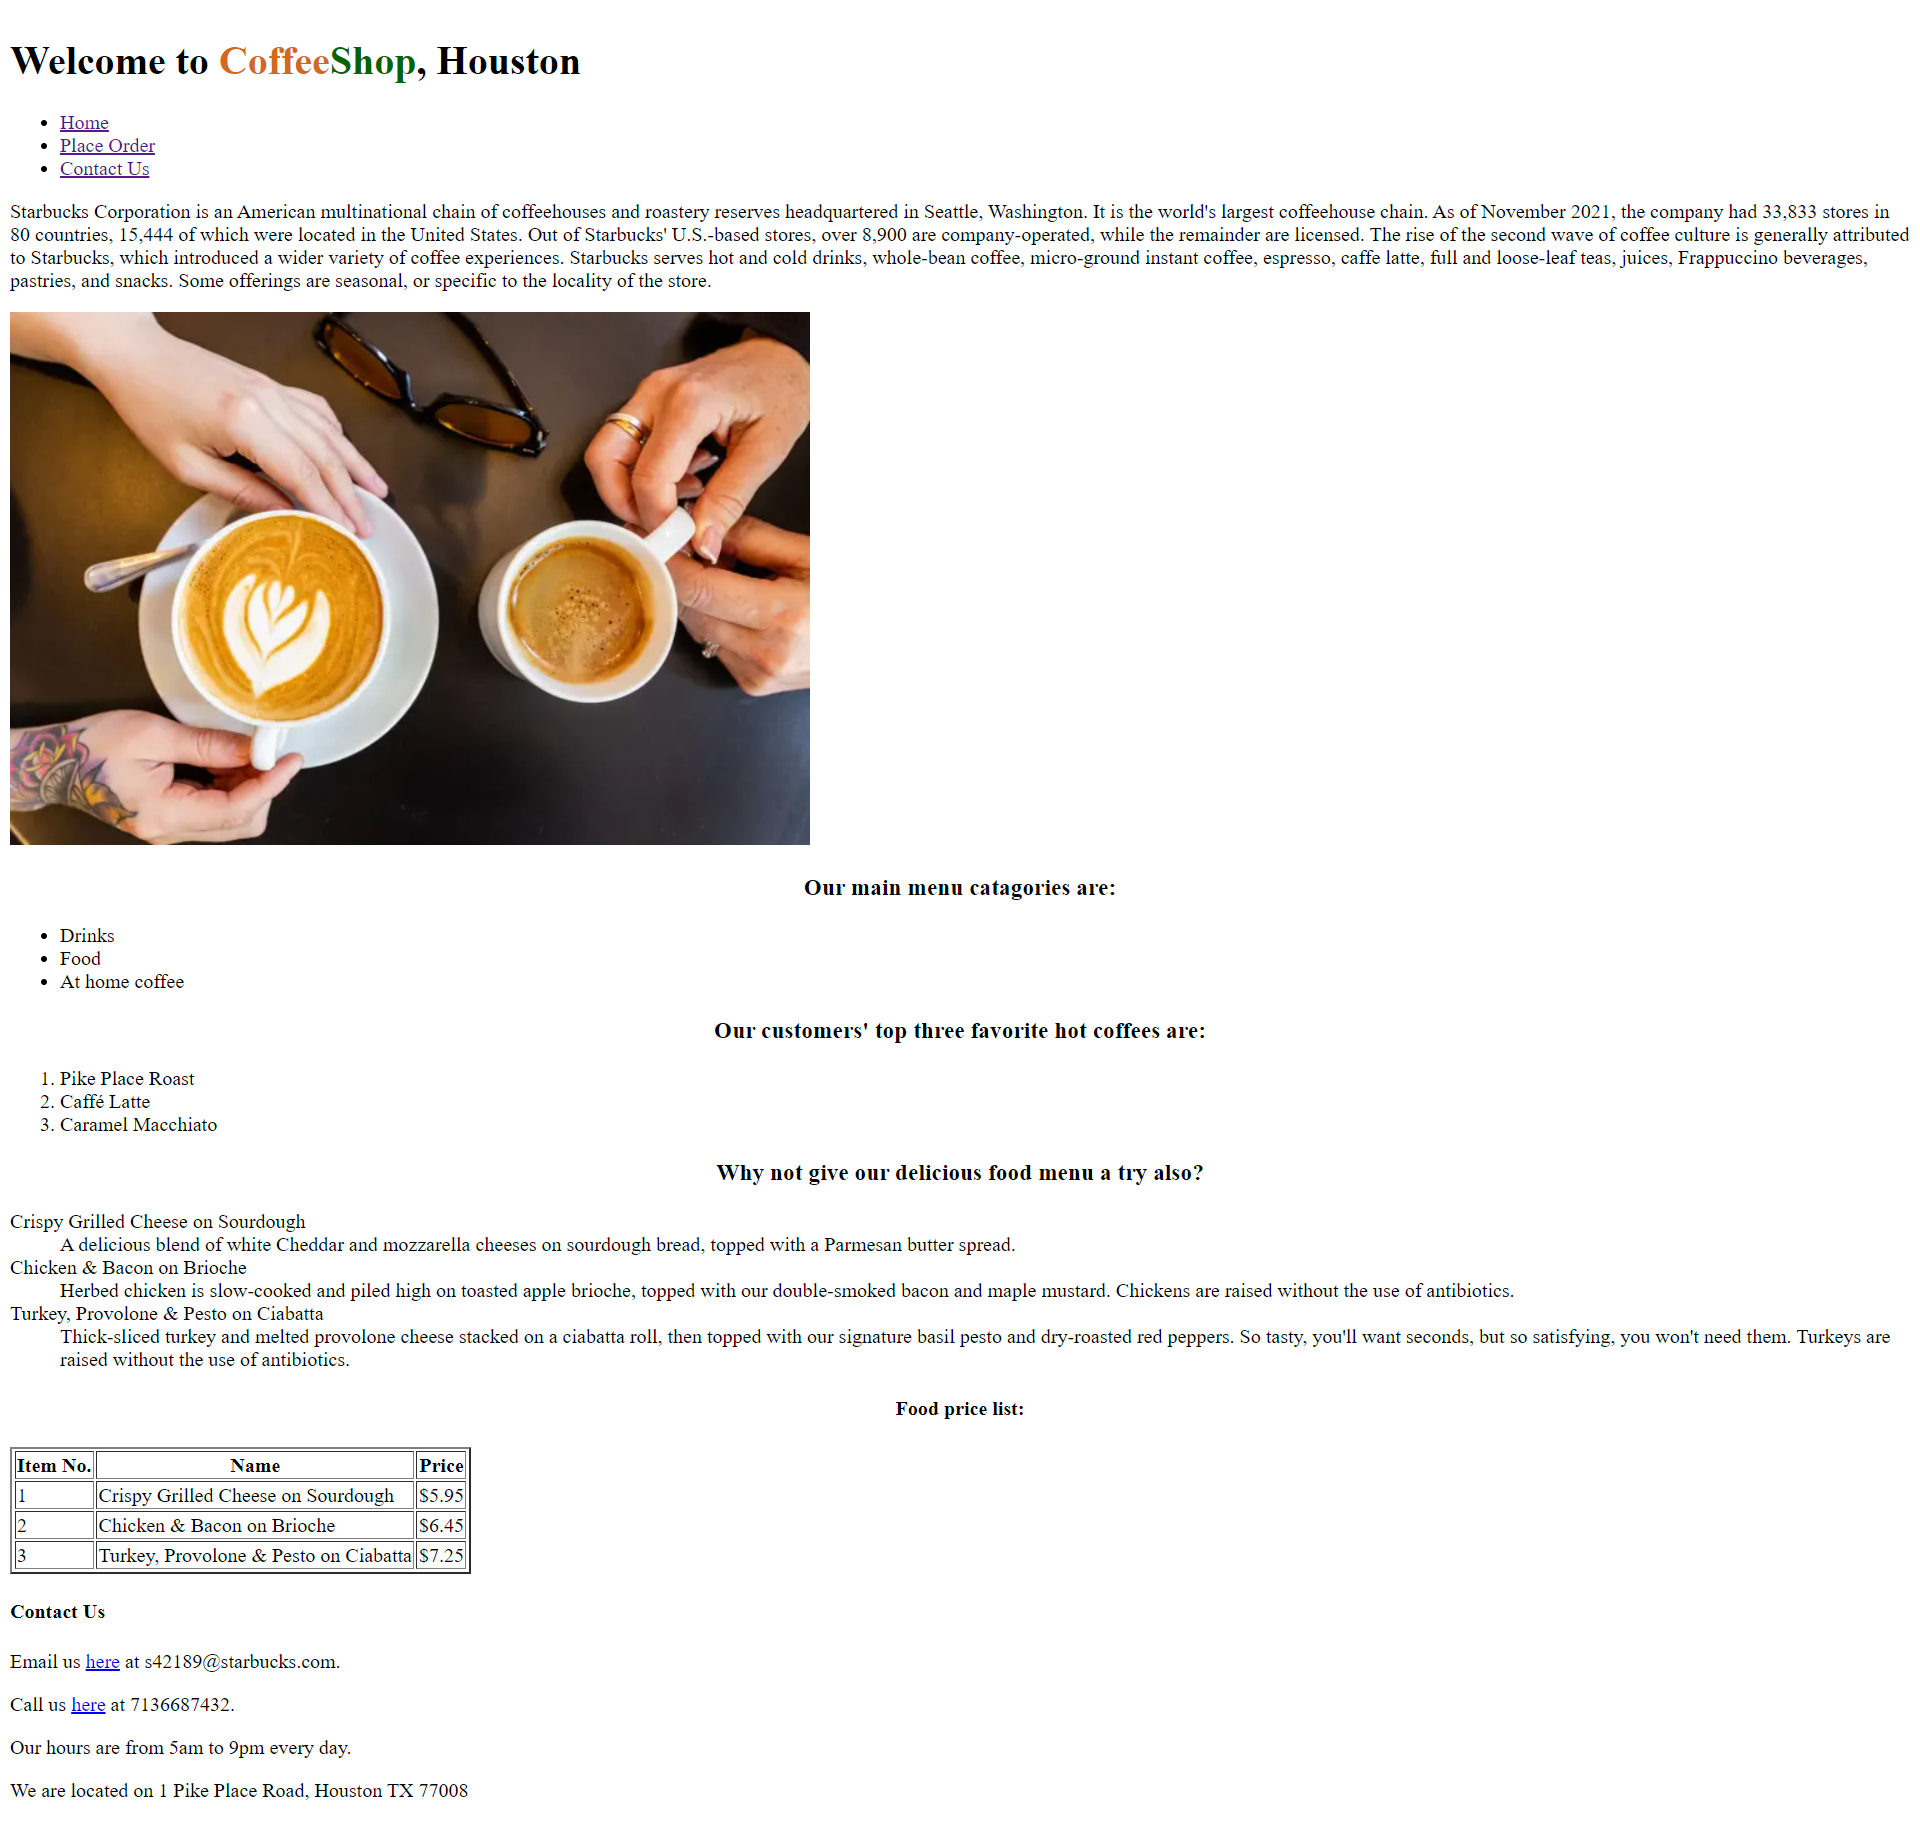 Welcome to CoffeeShop, Houston
Home
Place Order
Contact Us
Starbucks Corporation is an American multinational chain of coffeehouses and roastery reserves headquartered in Seattle, Washington. It is the world's largest coffeehouse chain. As of November 2021, the company had 33,833 stores in
80 countries, 15,444 of which were located in the United States. Out of Starbucks' U.S.-based stores, over 8,900 are company-operated, while the remainder are licensed. The rise of the second wave of coffee culture is generally attributed
to Starbucks, which introduced a wider variety of coffee experiences. Starbucks serves hot and cold drinks, whole-bean coffee, micro-ground instant coffee, espresso, caffe latte, full and loose-leaf teas, juices, Frappuccino beverages,
pastries, and snacks. Some offerings are seasonal, or specific to the locality of the store.
Our main menu catagories are:
Drinks
Food
At home coffee
Our customers' top three favorite hot coffees are:
1. Pike Place Roast
2. Caffé Latte
3. Caramel Macchiato
Why not give our delicious food menu a try also?
Crispy Grilled Cheese on Sourdough
A delicious blend of white Cheddar and mozzarella cheeses on sourdough bread, topped with a Parmesan butter spread.
Chicken & Bacon on Brioche
Herbed chicken is slow-cooked and piled high on toasted apple brioche, topped with our double-smoked bacon and maple mustard. Chickens are raised without the use of antibiotics.
Turkey, Provolone & Pesto on Ciabatta
Thick-sliced turkey and melted provolone cheese stacked on a ciabatta roll, then topped with our signature basil pesto and dry-roasted red peppers. So tasty, you'll want seconds, but so satisfying, you won't need them. Turkeys are
raised without the use of antibiotics.
Food price list:
Item No. Name Price
1 Crispy Grilled Cheese on Sourdough $5.95
2 Chicken & Bacon on Brioche $6.45
3 Turkey, Provolone & Pesto on Ciabatta $7.25
Contact Us
Email us here at s42189@starbucks.com.
Call us here at 7136687432.
Our hours are from 5am to 9pm every day.
We are located on 1 Pike Place Road, Houston TX 77008